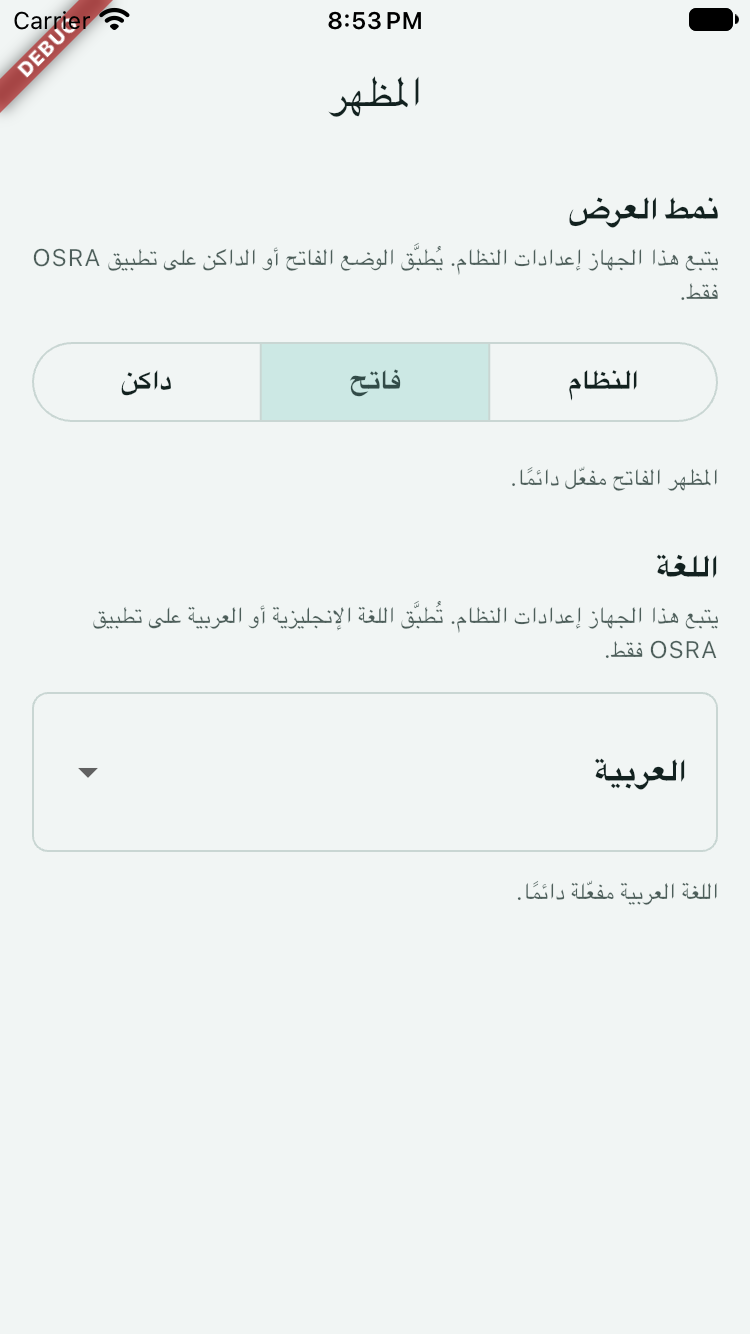 Carrier
8:53 PM
DEBUG
المظهر
نمط العرض
يتبع هذا الجهاز إعدادات النظام. يُطبَّق الوضع الفاتح أو الداكن على تطبيق OSRA
فقط.
النظام
فاتح
داكن
المظهر الفاتح مفعّل دائمًا.
اللغة
يتبع هذا الجهاز إعدادات النظام. تُطبَّق اللغة الإنجليزية أو العربية على تطبيق
OSRA فقط.
العربية
اللغة العربية مفعّلة دائمًا.